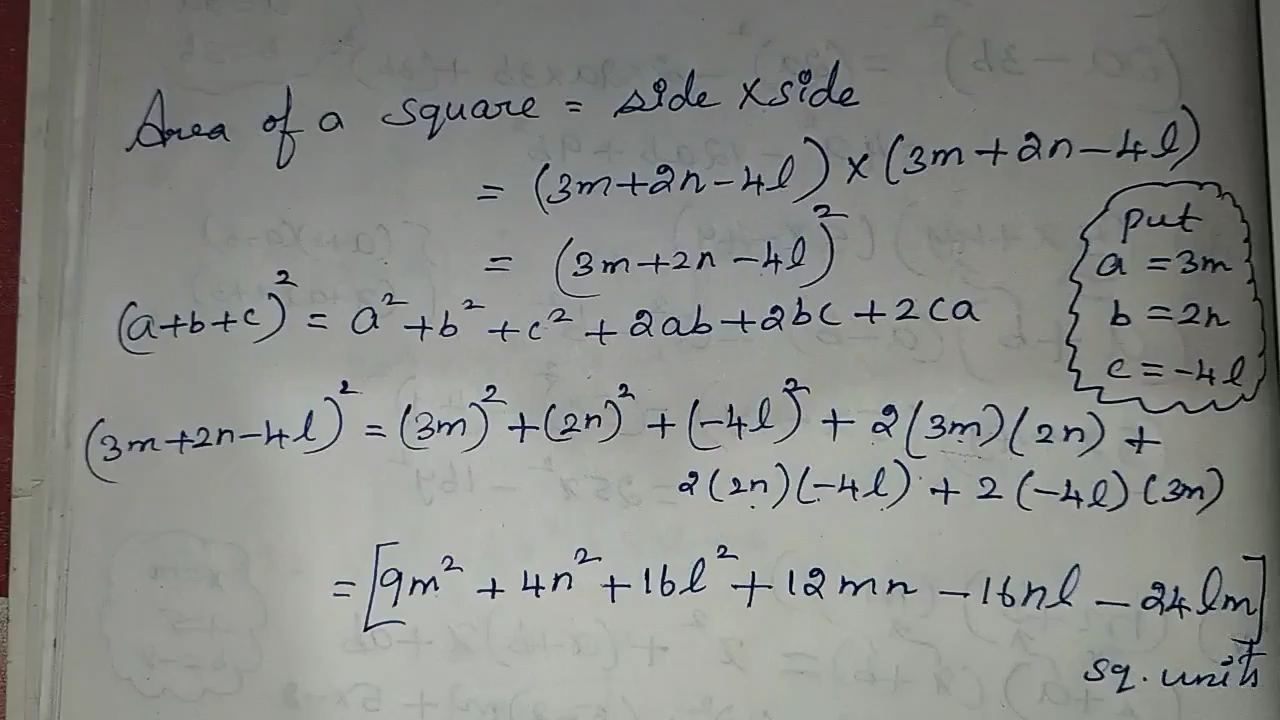 Area of a square = side × side
= (3m+2n-4l) × (3m+2n-4l)
= (3m+2n-4l)²
(a+b+c)² = a²+b²+c²+2ab+2bc+2ca
put
a = 3m
b = 2n
c = -4l
(3m+2n-4l)² = (3m)²+(2n)²+(-4l)²+2(3m)(2n)+
2(2n)(-4l)+2(-4l)(3m)
= [9m²+4n²+16l²+12mn-16nl-24lm]
sq. units